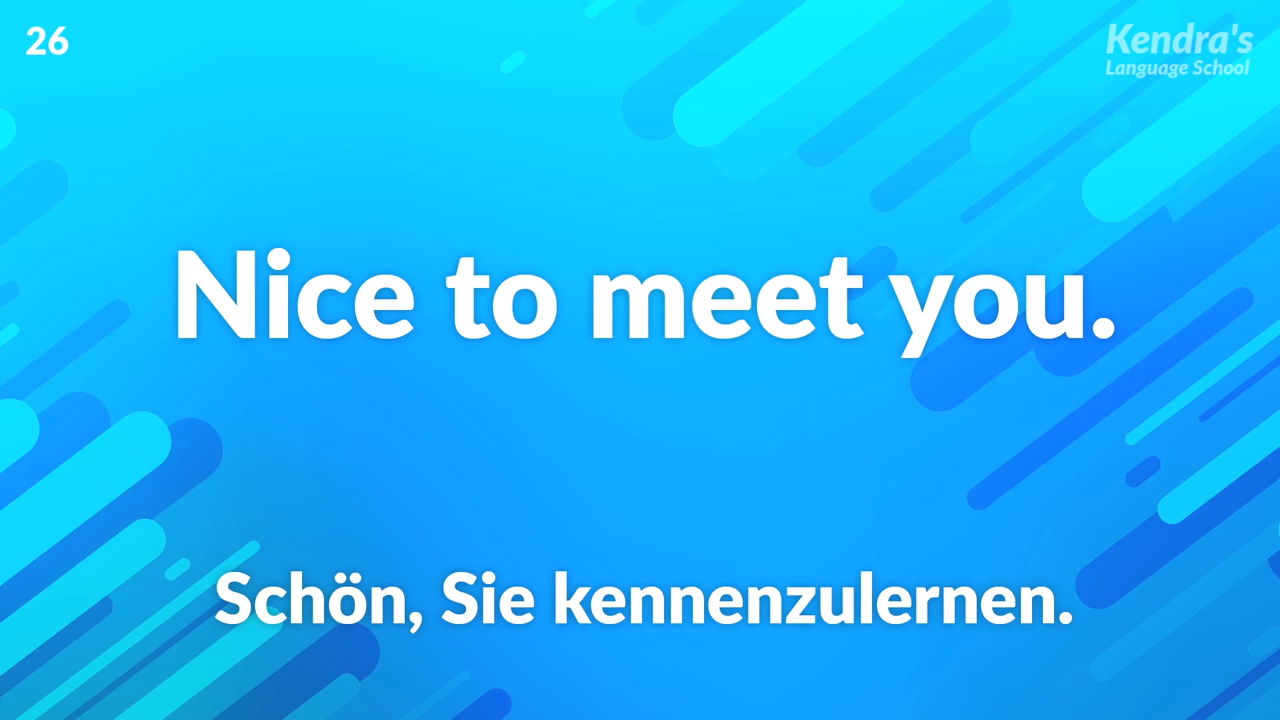 26
Kendra's
Language School
Nice to meet you.
Schön, Sie kennenzulernen.